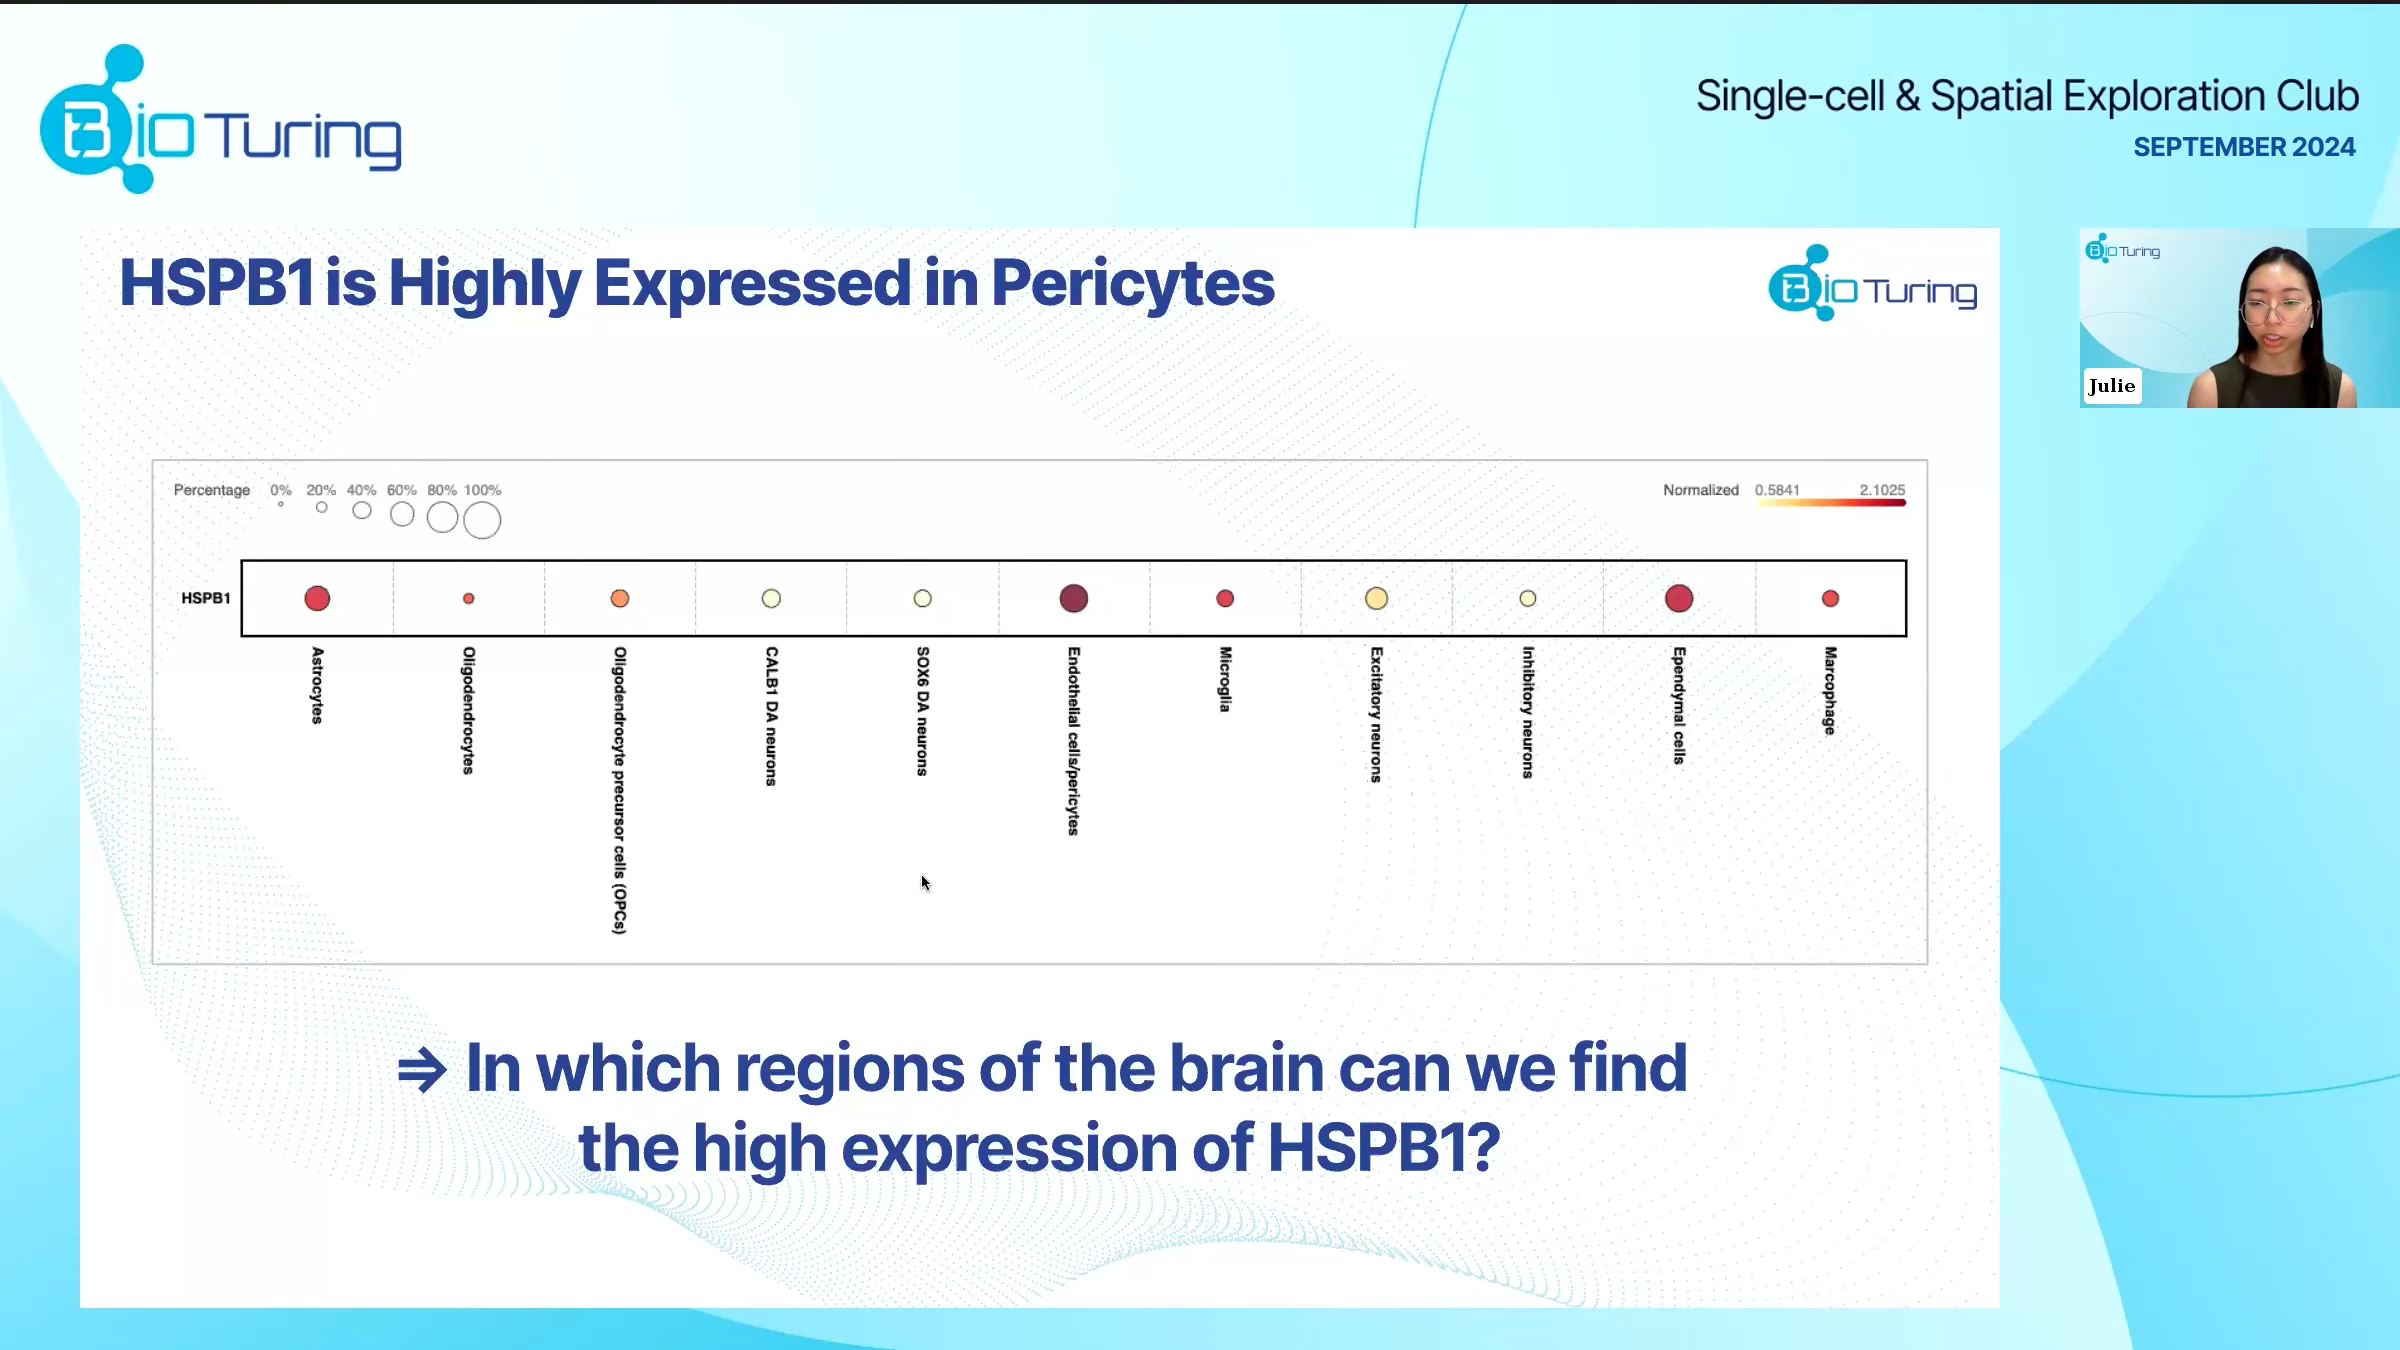 BioTuring
Single-cell & Spatial Exploration Club
SEPTEMBER 2024
HSPB1 is Highly Expressed in Pericytes
BioTuring
BioTuring
Julie
Percentage 0% 20% 40% 60% 80% 100%
Normalized 0.5841 2.1025
HSPB1
Astrocytes
Oligodendrocytes
Oligodendrocyte precursor cells (OPCs)
CALB1 DA neurons
SOX6 DA neurons
Endothelial cells/pericytes
Microglia
Excitatory neurons
Inhibitory neurons
Ependymal cells
Marcophage
⇒ In which regions of the brain can we find
the high expression of HSPB1?